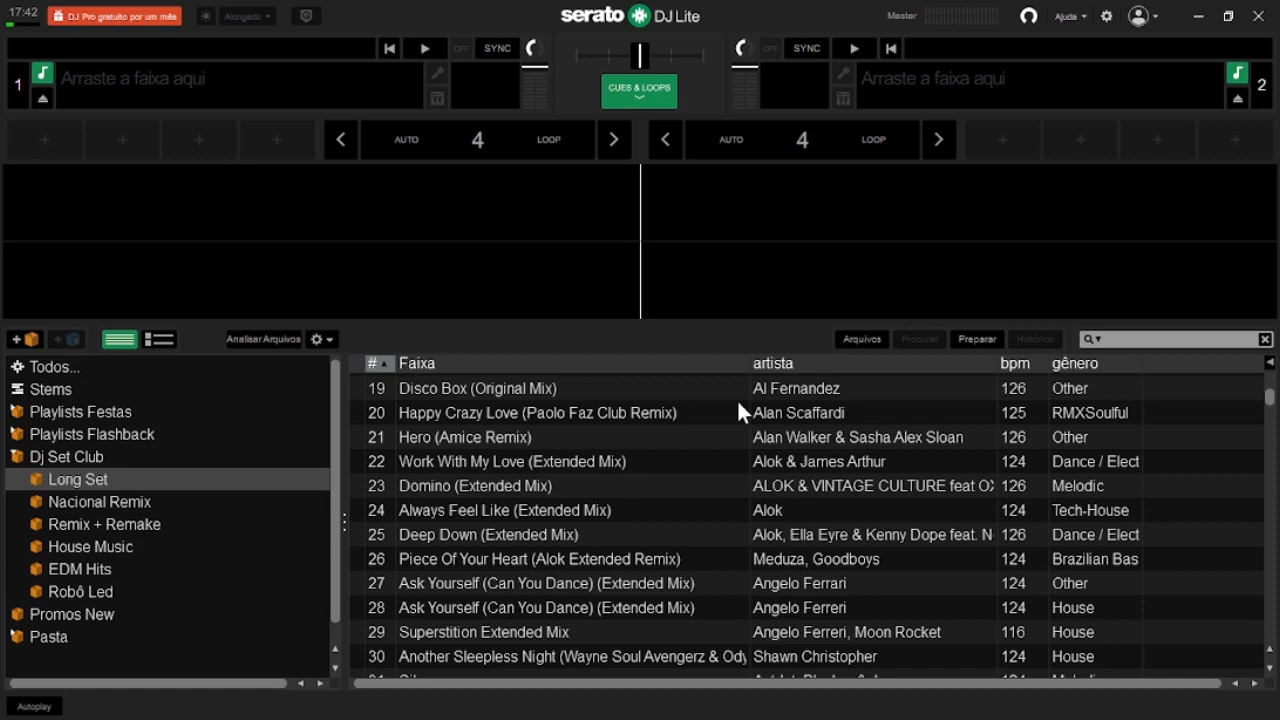 17:42
DJ Pro gratuito por um mês
Alongado
serato DJ Lite
Master
Ajuda
OFF
SYNC
OFF
SYNC
1
Arraste a faixa aqui
CUES & LOOPS
Arraste a faixa aqui
2
AUTO 4 LOOP
AUTO 4 LOOP
Analisar Arquivos
Arquivos
Procurar
Preparar
Histórico
Todos...
Stems
Playlists Festas
Playlists Flashback
Dj Set Club
Long Set
Nacional Remix
Remix + Remake
House Music
EDM Hits
Robô Led
Promos New
Pasta
# Faixa artista bpm gênero
19 Disco Box (Original Mix) Al Fernandez 126 Other
20 Happy Crazy Love (Paolo Faz Club Remix) Alan Scaffardi 125 RMXSoulful
21 Hero (Amice Remix) Alan Walker & Sasha Alex Sloan 126 Other
22 Work With My Love (Extended Mix) Alok & James Arthur 124 Dance / Elect
23 Domino (Extended Mix) ALOK & VINTAGE CULTURE feat OX 126 Melodic
24 Always Feel Like (Extended Mix) Alok 124 Tech-House
25 Deep Down (Extended Mix) Alok, Ella Eyre & Kenny Dope feat. N 126 Dance / Elect
26 Piece Of Your Heart (Alok Extended Remix) Meduza, Goodboys 124 Brazilian Bas
27 Ask Yourself (Can You Dance) (Extended Mix) Angelo Ferrari 124 Other
28 Ask Yourself (Can You Dance) (Extended Mix) Angelo Ferreri 124 House
29 Superstition Extended Mix Angelo Ferreri, Moon Rocket 116 House
30 Another Sleepless Night (Wayne Soul Avengerz & Ody Shawn Christopher 124 House
Autoplay